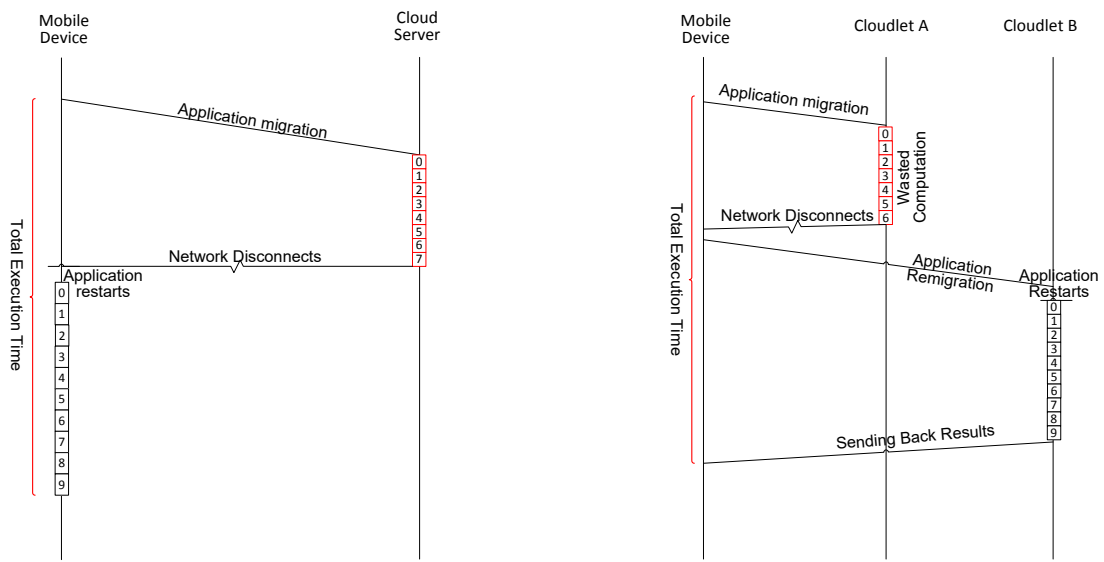 Mobile
Device
Cloud
Server
Application migration
0
1
2
3
4
5
6
7
Network Disconnects
Application
restarts
0
1
2
3
4
5
6
7
8
9
Total Execution Time
Mobile
Device
Cloudlet A
Cloudlet B
Application migration
0
1
2
3
4
5
6
Wasted
Computation
Network Disconnects
Application
Remigration
Application
Restarts
0
1
2
3
4
5
6
7
8
9
Sending Back Results
Total Execution Time